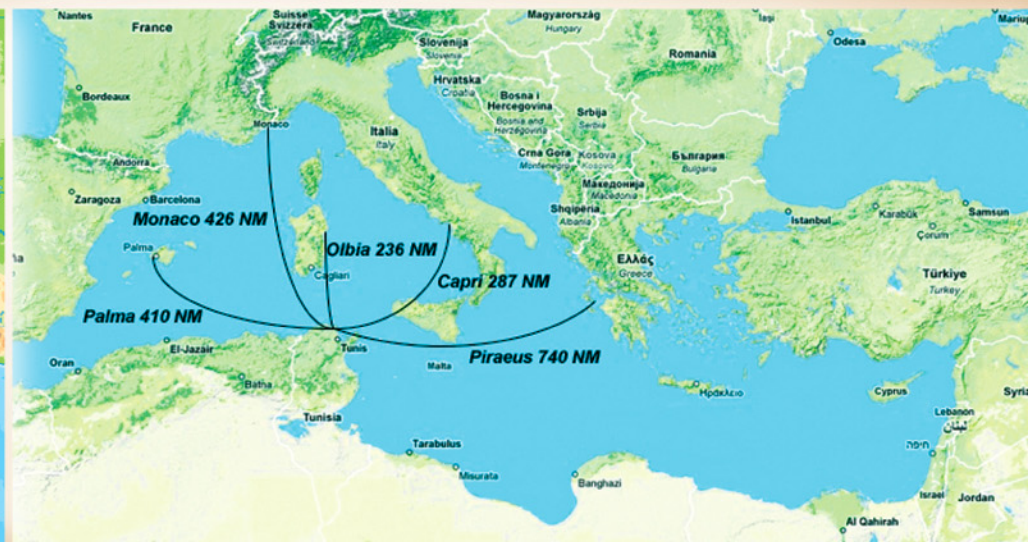 Nantes
France
Suisse
Svizzera
Switzerland
Magyarország
Hungary
Iași
Mariup
Odesa
Slovenija
Slovenia
Romania
Hrvatska
Croatia
Bordeaux
Bosna i
Hercegovina
Bosnia and
Herzegovina
Srbija
Serbia
Monaco
Italia
Italy
Crna Gora
Montenegro
Kosova
Kosovo
България
Bulgaria
Andorra
Македонија
Macedonia
Zaragoza
Barcelona
Shqipëria
Albania
Istanbul
Karabük
Samsun
Çorum
Monaco 426 NM
Palma
Olbia 236 NM
Ελλάς
Greece
Cagliari
Capri 287 NM
Türkiye
Turkey
Palma 410 NM
El-Jazair
Tunis
Piraeus 740 NM
Oran
Malta
Batna
Ηράκλειο
Cyprus
Syria
Tunisia
Lebanon
لبنان
Tarabulus
חיפה
Misurata
Banghazi
Israel
Jordan
Al Qahirah